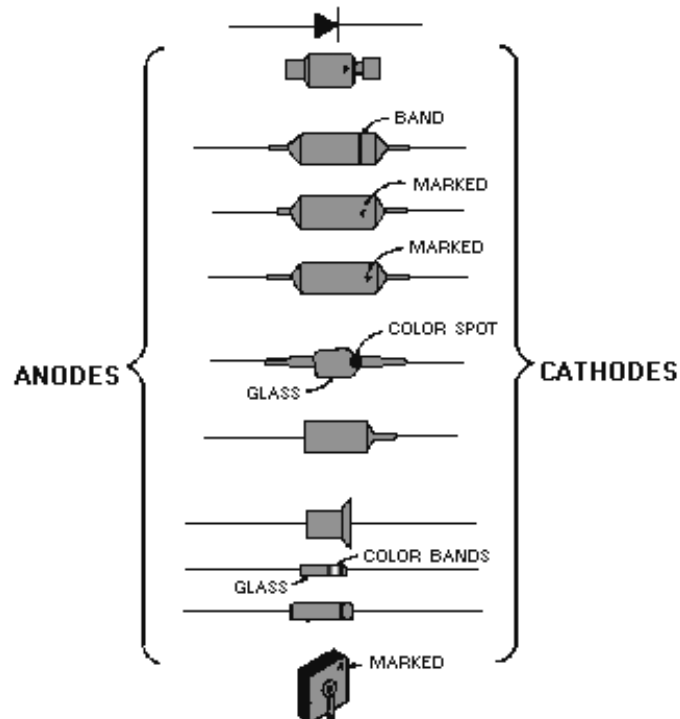 BAND
MARKED
MARKED
COLOR SPOT
ANODES
CATHODES
GLASS
COLOR BANDS
GLASS
MARKED